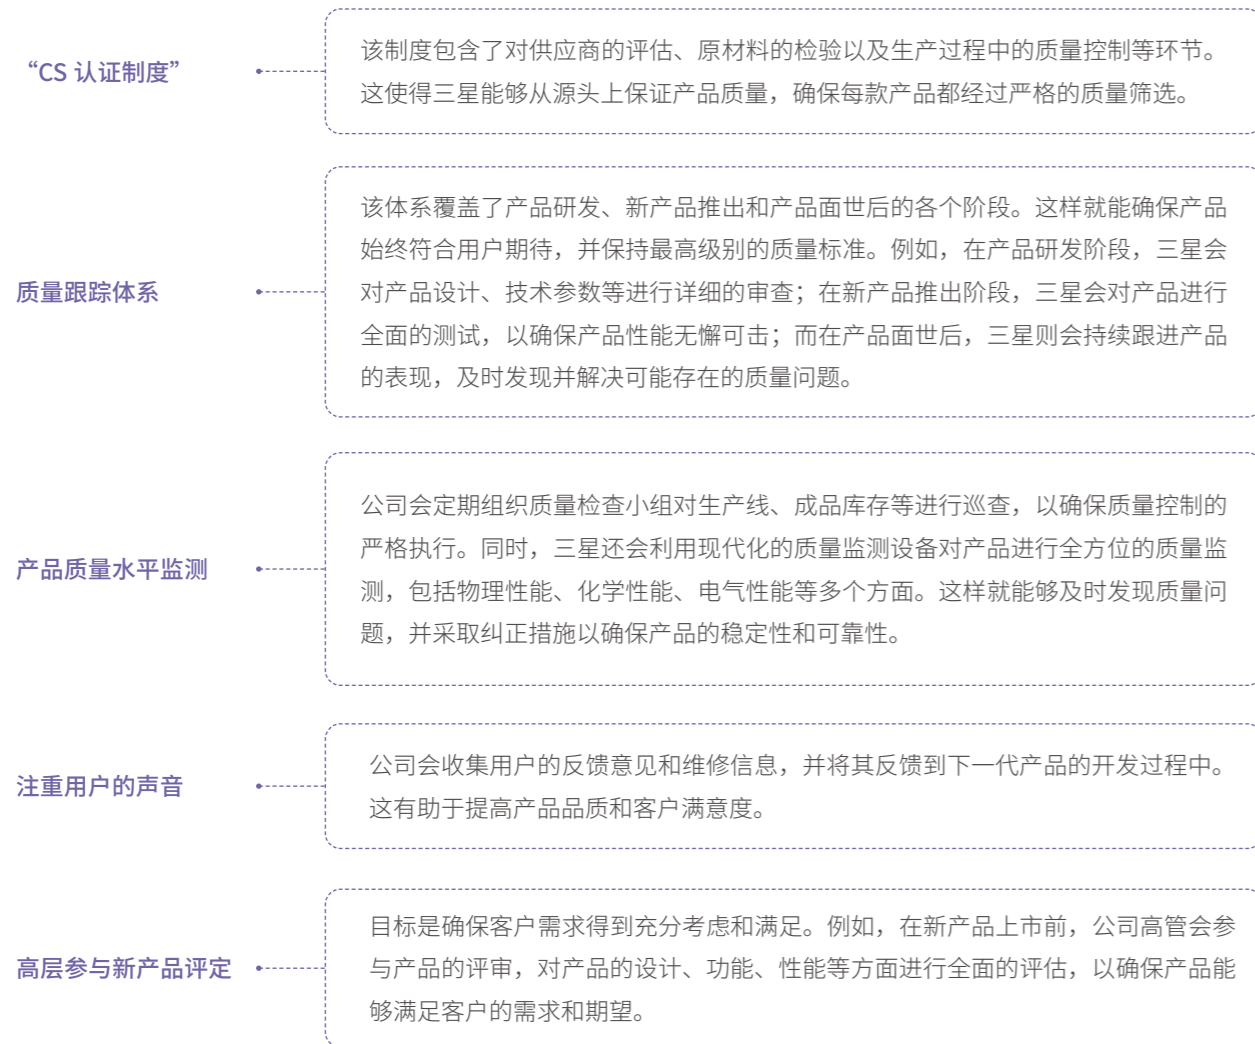 “CS 认证制度”
该制度包含了对供应商的评估、原材料的检验以及生产过程中的质量控制等环节。
这使得三星能够从源头上保证产品质量，确保每款产品都经过严格的质量筛选。
质量跟踪体系
该体系覆盖了产品研发、新产品推出和产品面世后的各个阶段。这样就能确保产品
始终符合用户期待，并保持最高级别的质量标准。例如，在产品研发阶段，三星会
对产品设计、技术参数等进行详细的审查；在新产品推出阶段，三星会对产品进行
全面的测试，以确保产品性能无懈可击；而在产品面世后，三星则会持续跟进产品
的表现，及时发现并解决可能存在的质量问题。
产品质量水平监测
公司会定期组织质量检查小组对生产线、成品库存等进行巡查，以确保质量控制的
严格执行。同时，三星还会利用现代化的质量监测设备对产品进行全方位的质量监
测，包括物理性能、化学性能、电气性能等多个方面。这样就能够及时发现质量问
题，并采取纠正措施以确保产品的稳定性和可靠性。
注重用户的声音
公司会收集用户的反馈意见和维修信息，并将其反馈到下一代产品的开发过程中。
这有助于提高产品品质和客户满意度。
高层参与新产品评定
目标是确保客户需求得到充分考虑和满足。例如，在新产品上市前，公司高管会参
与产品的评审，对产品的设计、功能、性能等方面进行全面的评估，以确保产品能
够满足客户的需求和期望。